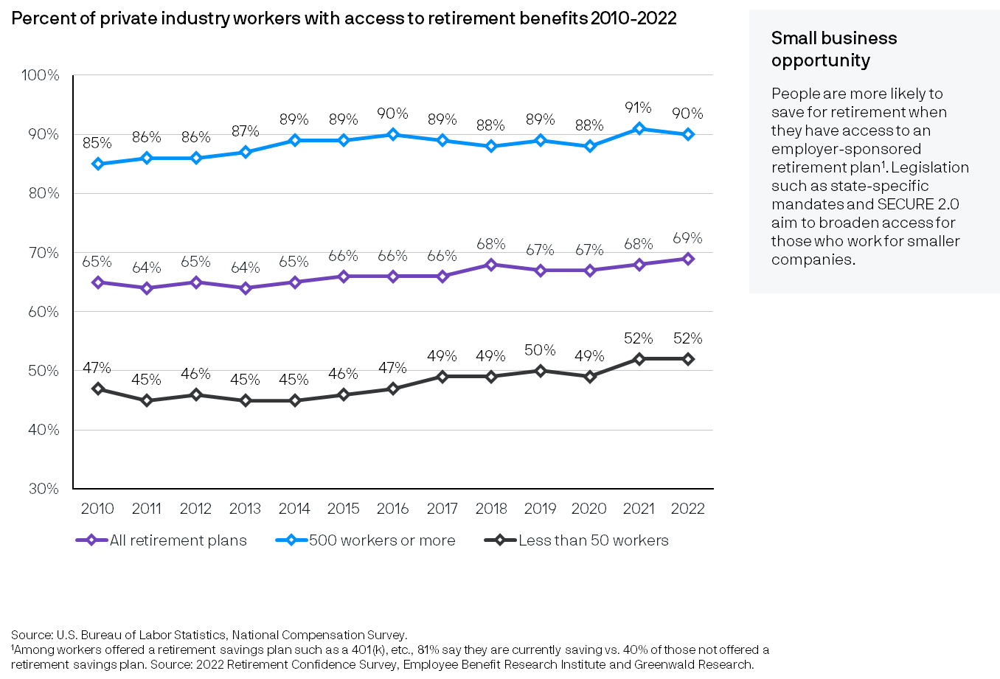 Percent of private industry workers with access to retirement benefits 2010-2022
100%
90%
80%
70%
60%
50%
40%
30%
85% 86% 86% 87% 89% 89% 90% 89% 88% 89% 88% 91% 90%
65% 64% 65% 64% 65% 66% 66% 66% 68% 67% 67% 68% 69%
47% 45% 46% 45% 45% 46% 47% 49% 49% 50% 49% 52% 52%
2010 2011 2012 2013 2014 2015 2016 2017 2018 2019 2020 2021 2022
All retirement plans 500 workers or more Less than 50 workers
Small business
opportunity
People are more likely to
save for retirement when
they have access to an
employer-sponsored
retirement plan¹. Legislation
such as state-specific
mandates and SECURE 2.0
aim to broaden access for
those who work for smaller
companies.
Source: U.S. Bureau of Labor Statistics, National Compensation Survey.
¹Among workers offered a retirement savings plan such as a 401(k), etc., 81% say they are currently saving vs. 40% of those not offered a
retirement savings plan. Source: 2022 Retirement Confidence Survey, Employee Benefit Research Institute and Greenwald Research.